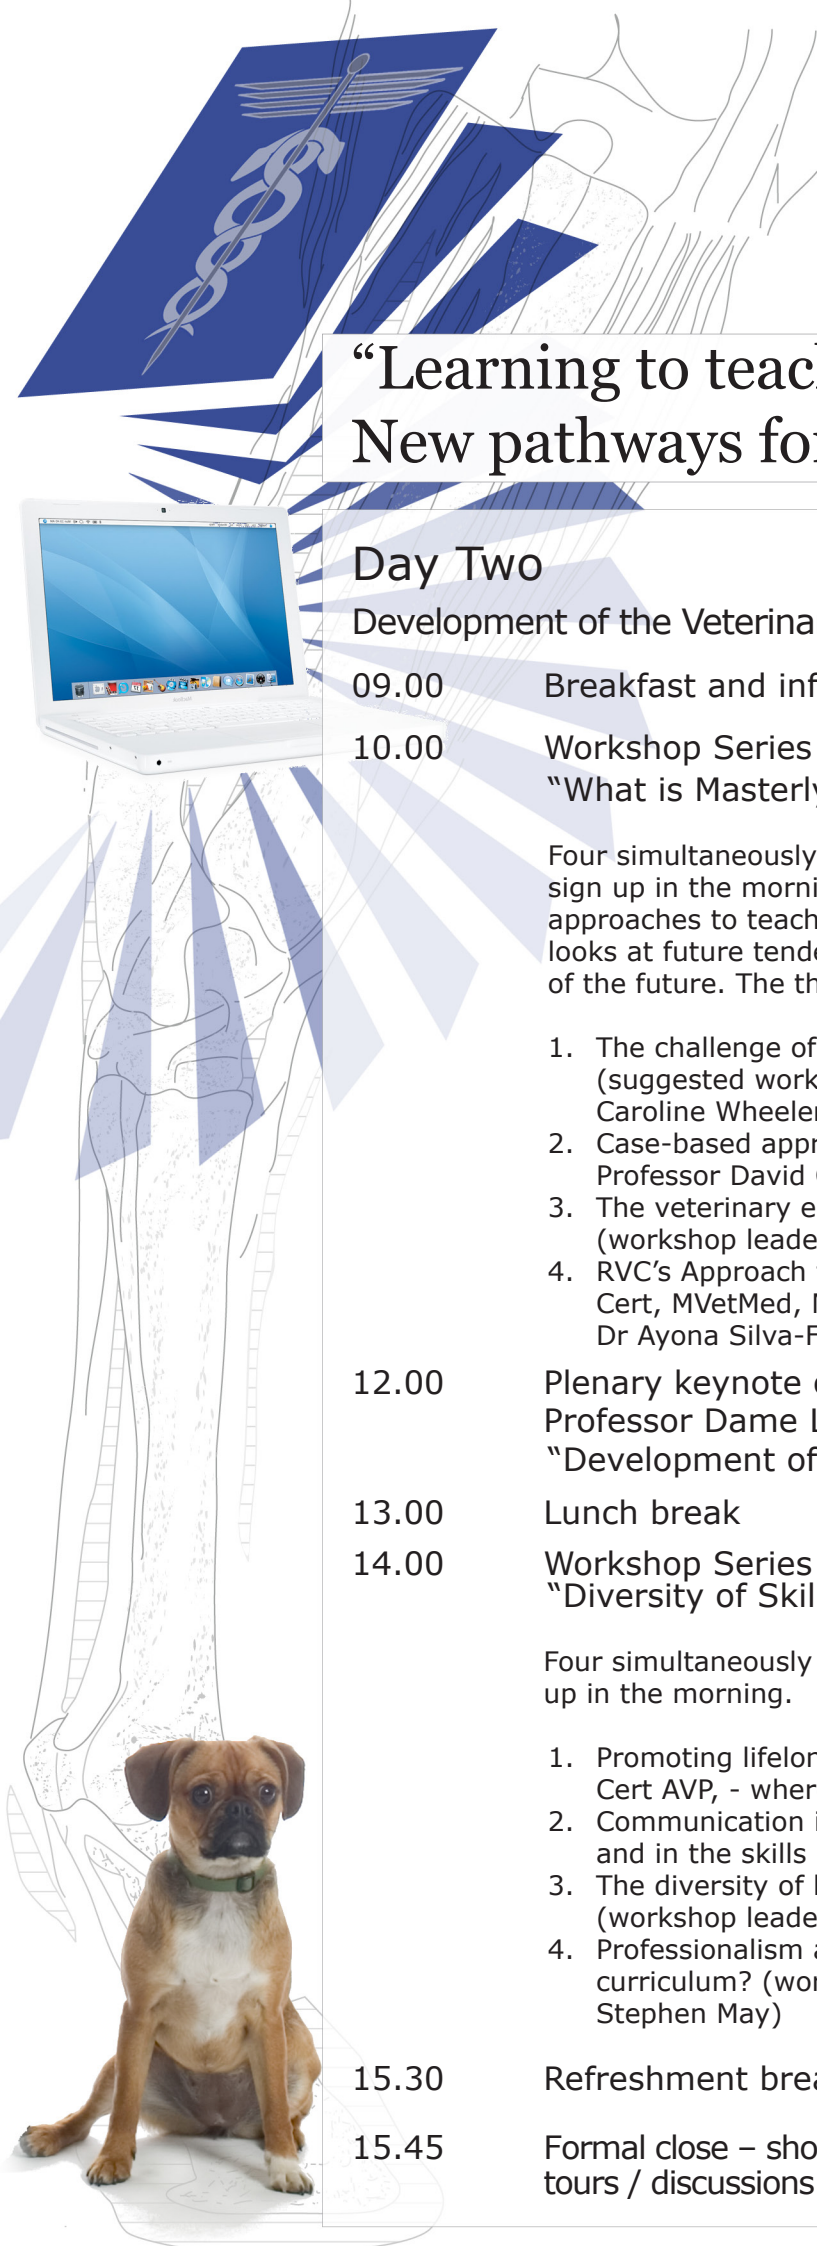 “Learning to teac
New pathways fo
Day Two
Development of the Veterina
09.00 Breakfast and inf
10.00 Workshop Series
“What is Masterly
Four simultaneously
sign up in the morni
approaches to teach
looks at future tende
of the future. The th
1. The challenge of
(suggested work
Caroline Wheeler
2. Case-based appr
Professor David
3. The veterinary e
(workshop leade
4. RVC’s Approach
Cert, MVetMed,
Dr Ayona Silva-F
12.00 Plenary keynote
Professor Dame L
“Development of
13.00 Lunch break
14.00 Workshop Series
“Diversity of Skil
Four simultaneously
up in the morning.
1. Promoting lifelon
Cert AVP, - wher
2. Communication i
and in the skills
3. The diversity of
(workshop leade
4. Professionalism a
curriculum? (wor
Stephen May)
15.30 Refreshment brea
15.45 Formal close – sho
tours / discussions